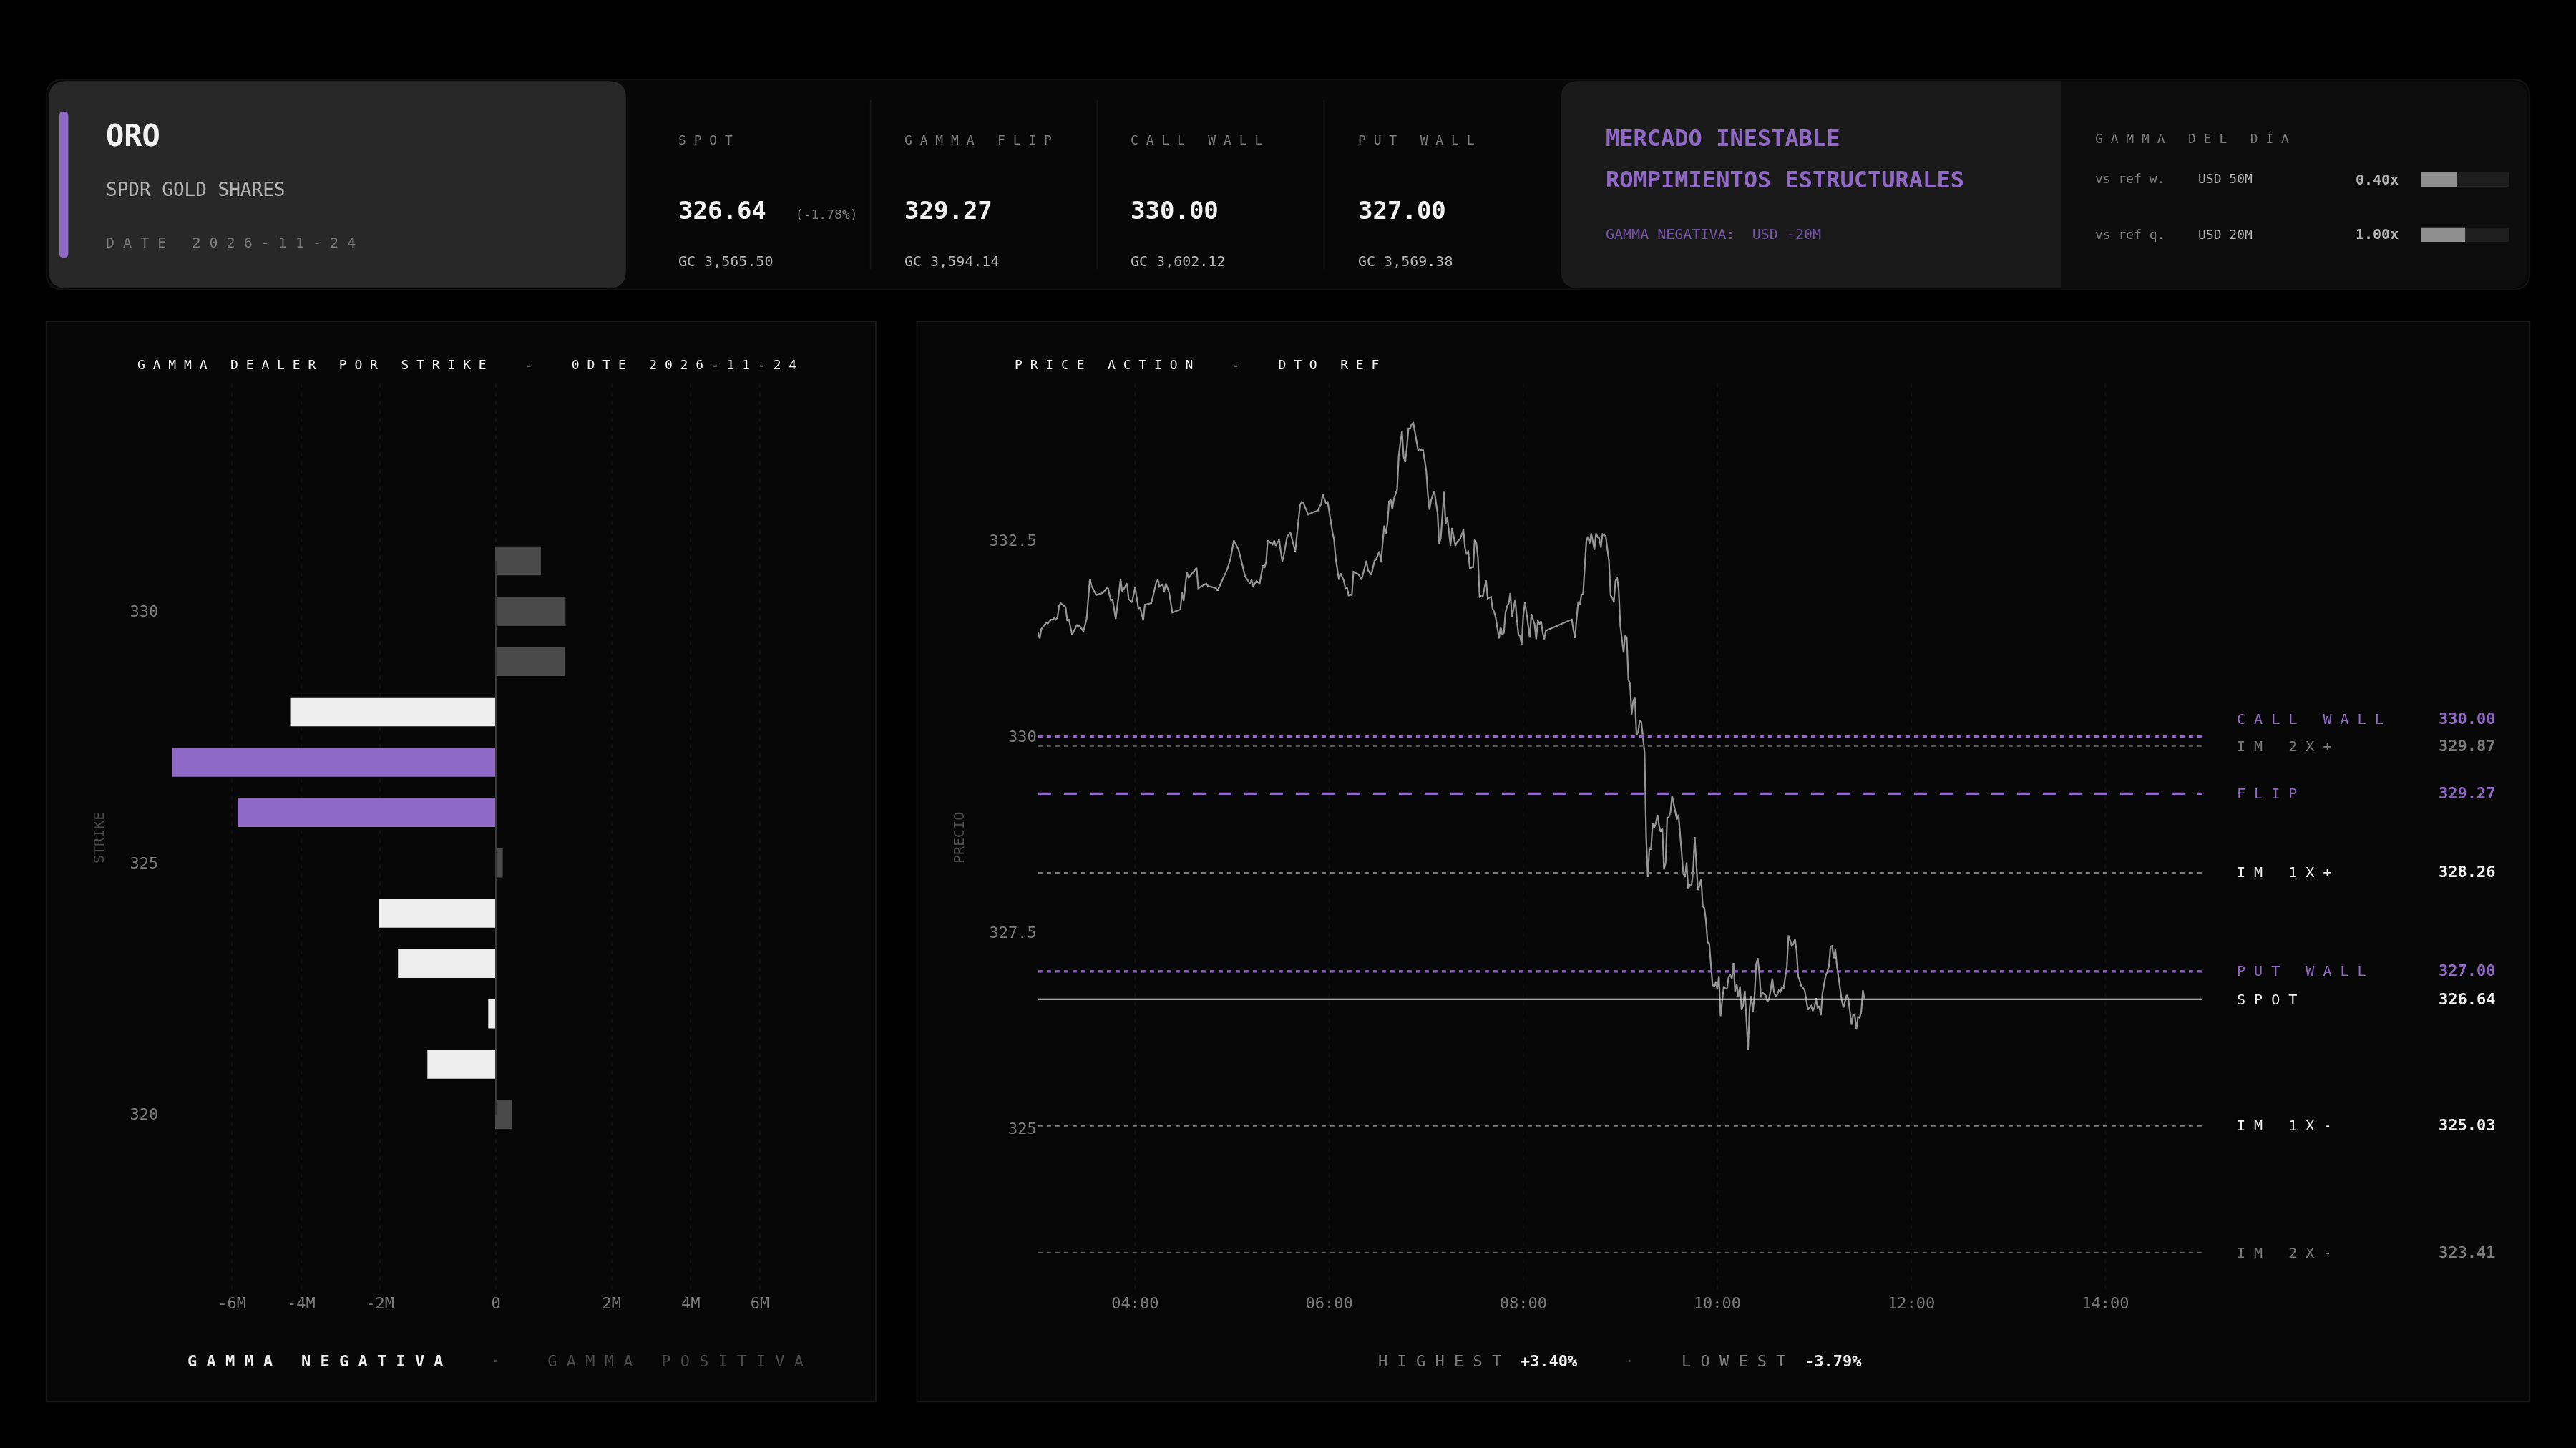 ORO
SPDR GOLD SHARES
DATE 2026-11-24
SPOT
326.64 (-1.78%)
GC 3,565.50
GAMMA FLIP
329.27
GC 3,594.14
CALL WALL
330.00
GC 3,602.12
PUT WALL
327.00
GC 3,569.38
MERCADO INESTABLE
ROMPIMIENTOS ESTRUCTURALES
GAMMA NEGATIVA: USD -20M
GAMMA DEL DÍA
vs ref w. USD 50M 0.40x
vs ref q. USD 20M 1.00x
GAMMA DEALER POR STRIKE - 0DTE 2026-11-24
STRIKE
330
325
320
-6M -4M -2M 0 2M 4M 6M
GAMMA NEGATIVA · GAMMA POSITIVA
PRICE ACTION - DTO REF
PRECIO
332.5
330
327.5
325
CALL WALL 330.00
IM 2X+ 329.87
FLIP 329.27
IM 1X+ 328.26
PUT WALL 327.00
SPOT 326.64
IM 1X- 325.03
IM 2X- 323.41
04:00 06:00 08:00 10:00 12:00 14:00
HIGHEST +3.40% · LOWEST -3.79%